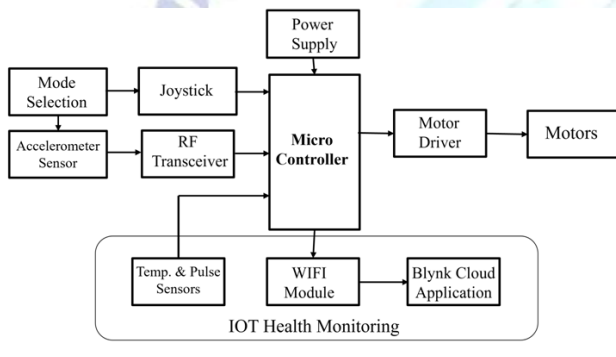 Power
Supply
Mode
Selection
Joystick
Accelerometer
Sensor
RF
Transceiver
Micro
Controller
Motor
Driver
Motors
Temp. & Pulse
Sensors
WIFI
Module
Blynk Cloud
Application
IOT Health Monitoring